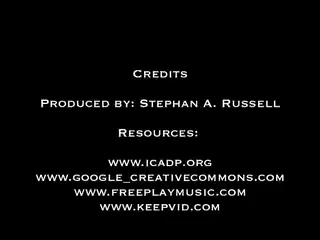 Credits
Produced by: Stephan A. Russell
Resources:
www.icadp.org
www.google_creativecommons.com
www.freeplaymusic.com
www.keepvid.com